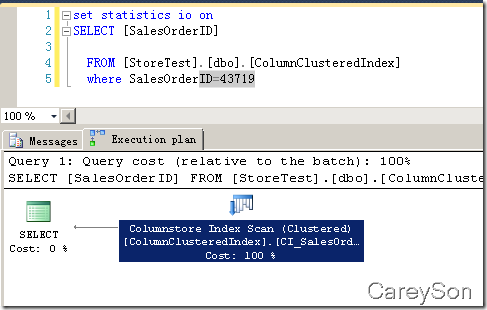 1 set statistics io on
2 SELECT [SalesOrderID]
3
4 FROM [StoreTest].[dbo].[ColumnClusteredIndex]
5 where SalesOrderID=43719
100 %
Messages Execution plan
Query 1: Query cost (relative to the batch): 100%
SELECT [SalesOrderID] FROM [StoreTest].[dbo].[ColumnCluste
Columnstore Index Scan (Clustered)
SELECT [ColumnClusteredIndex].[CI_SalesOrd…
Cost: 0 % Cost: 100 %
CareySon